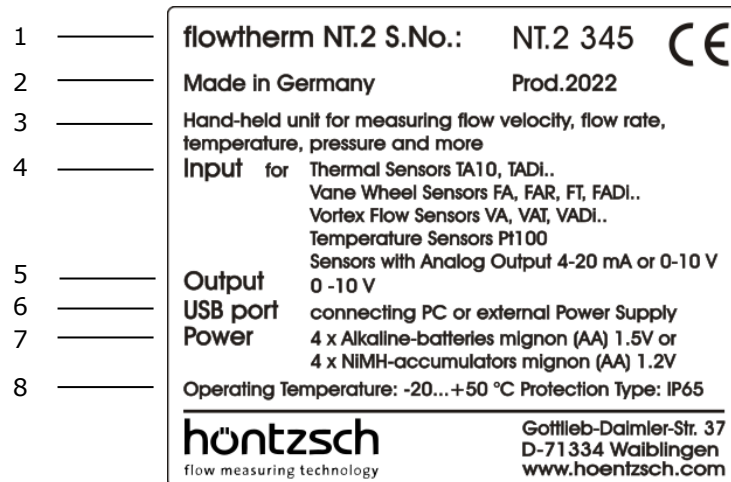 1 flowtherm NT.2 S.No.: NT.2 345 CE
2 Made in Germany Prod.2022
3 Hand-held unit for measuring flow velocity, flow rate,
temperature, pressure and more
4 Input for Thermal Sensors TA10, TADi..
Vane Wheel Sensors FA, FAR, FT, FADi..
Vortex Flow Sensors VA, VAT, VADi..
Temperature Sensors Pt100
Sensors with Analog Output 4-20 mA or 0-10 V
5 Output 0 -10 V
6 USB port connecting PC or external Power Supply
7 Power 4 x Alkaline-batteries mignon (AA) 1.5V or
4 x NiMH-accumulators mignon (AA) 1.2V
8 Operating Temperature: -20...+50 °C Protection Type: IP65
höntzsch
flow measuring technology
Gottlieb-Daimler-Str. 37
D-71334 Waiblingen
www.hoentzsch.com